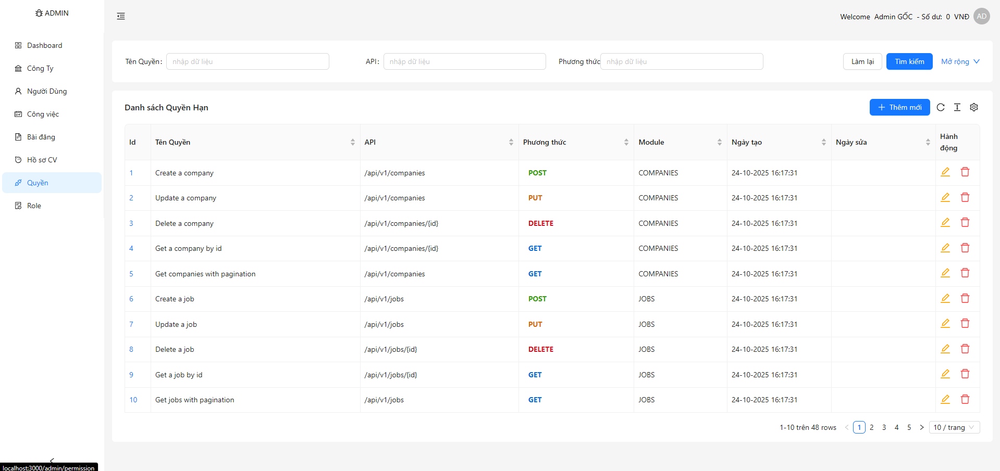 ADMIN
Welcome Admin GỐC - Số dư: 0 VNĐ AD
Dashboard
Công Ty
Người Dùng
Công việc
Bài đăng
Hồ sơ CV
Quyền
Role
Tên Quyền: nhập dữ liệu API: nhập dữ liệu Phương thức nhập dữ liệu Làm lại Tìm kiếm Mở rộng
Danh sách Quyền Hạn Thêm mới
Id Tên Quyền API Phương thức Module Ngày tạo Ngày sửa Hành động
1 Create a company /api/v1/companies POST COMPANIES 24-10-2025 16:17:31
2 Update a company /api/v1/companies PUT COMPANIES 24-10-2025 16:17:31
3 Delete a company /api/v1/companies/{id} DELETE COMPANIES 24-10-2025 16:17:31
4 Get a company by id /api/v1/companies/{id} GET COMPANIES 24-10-2025 16:17:31
5 Get companies with pagination /api/v1/companies GET COMPANIES 24-10-2025 16:17:31
6 Create a job /api/v1/jobs POST JOBS 24-10-2025 16:17:31
7 Update a job /api/v1/jobs PUT JOBS 24-10-2025 16:17:31
8 Delete a job /api/v1/jobs/{id} DELETE JOBS 24-10-2025 16:17:31
9 Get a job by id /api/v1/jobs/{id} GET JOBS 24-10-2025 16:17:31
10 Get jobs with pagination /api/v1/jobs GET JOBS 24-10-2025 16:17:31
1-10 trên 48 rows < 1 2 3 4 5 > 10 / trang
localhost:3000/admin/permission